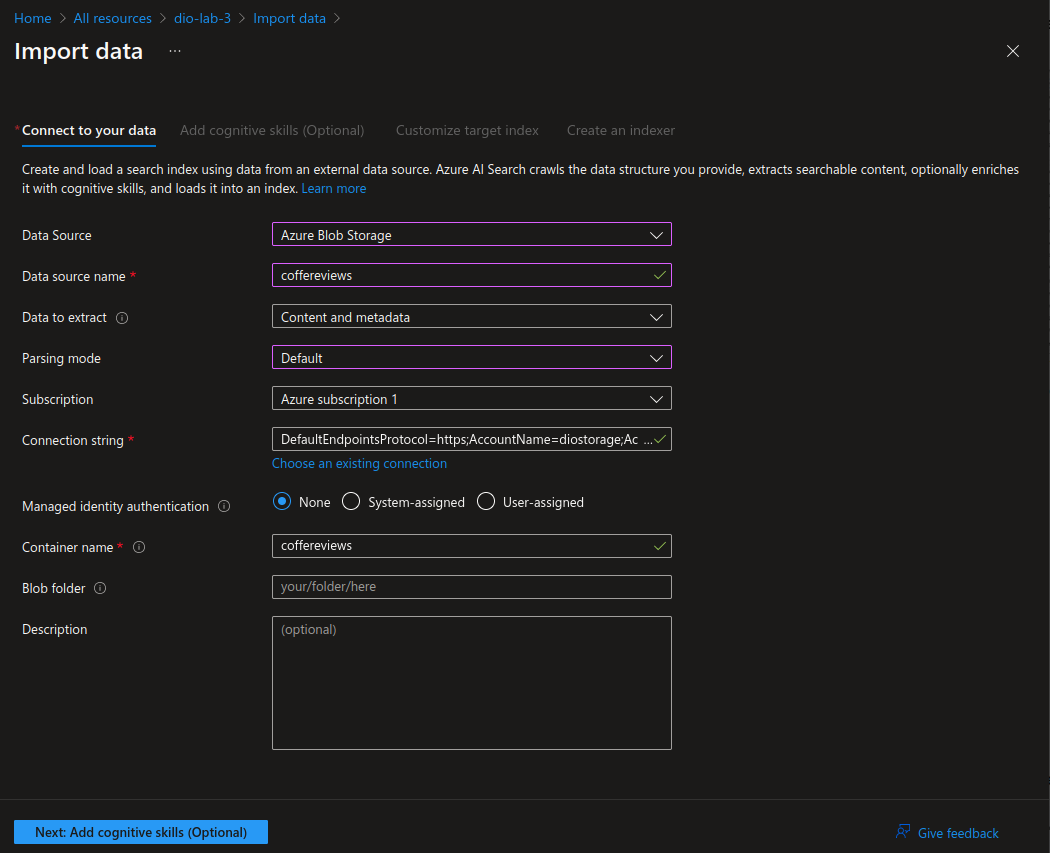 Home > All resources > dio-lab-3 > Import data >
Import data ...
* Connect to your data Add cognitive skills (Optional) Customize target index Create an indexer
Create and load a search index using data from an external data source. Azure AI Search crawls the data structure you provide, extracts searchable content, optionally enriches
it with cognitive skills, and loads it into an index. Learn more
Data Source Azure Blob Storage
Data source name * coffereviews
Data to extract Content and metadata
Parsing mode Default
Subscription Azure subscription 1
Connection string * DefaultEndpointsProtocol=https;AccountName=diostorage;Ac ...
Choose an existing connection
Managed identity authentication None System-assigned User-assigned
Container name * coffereviews
Blob folder your/folder/here
Description (optional)
Next: Add cognitive skills (Optional) Give feedback